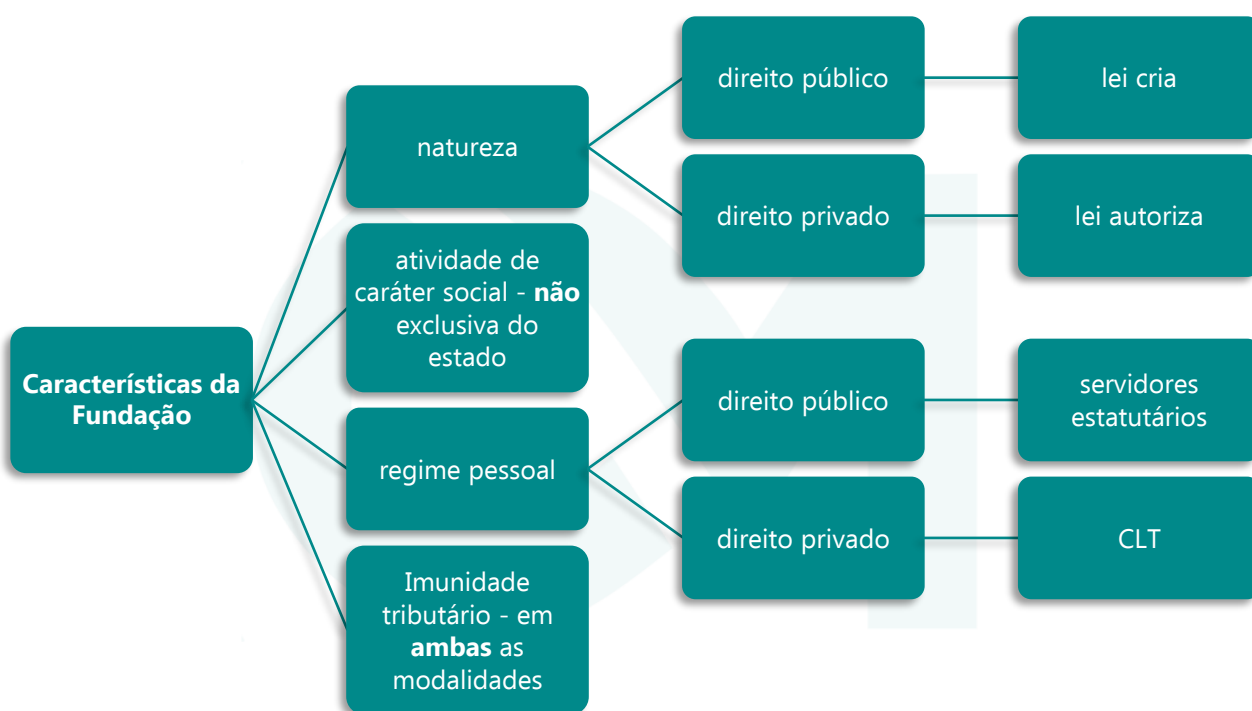 Características da
Fundação
natureza
direito público
lei cria
direito privado
lei autoriza
atividade de
caráter social - não
exclusiva do
estado
regime pessoal
direito público
servidores
estatutários
direito privado
CLT
Imunidade
tributário - em
ambas as
modalidades